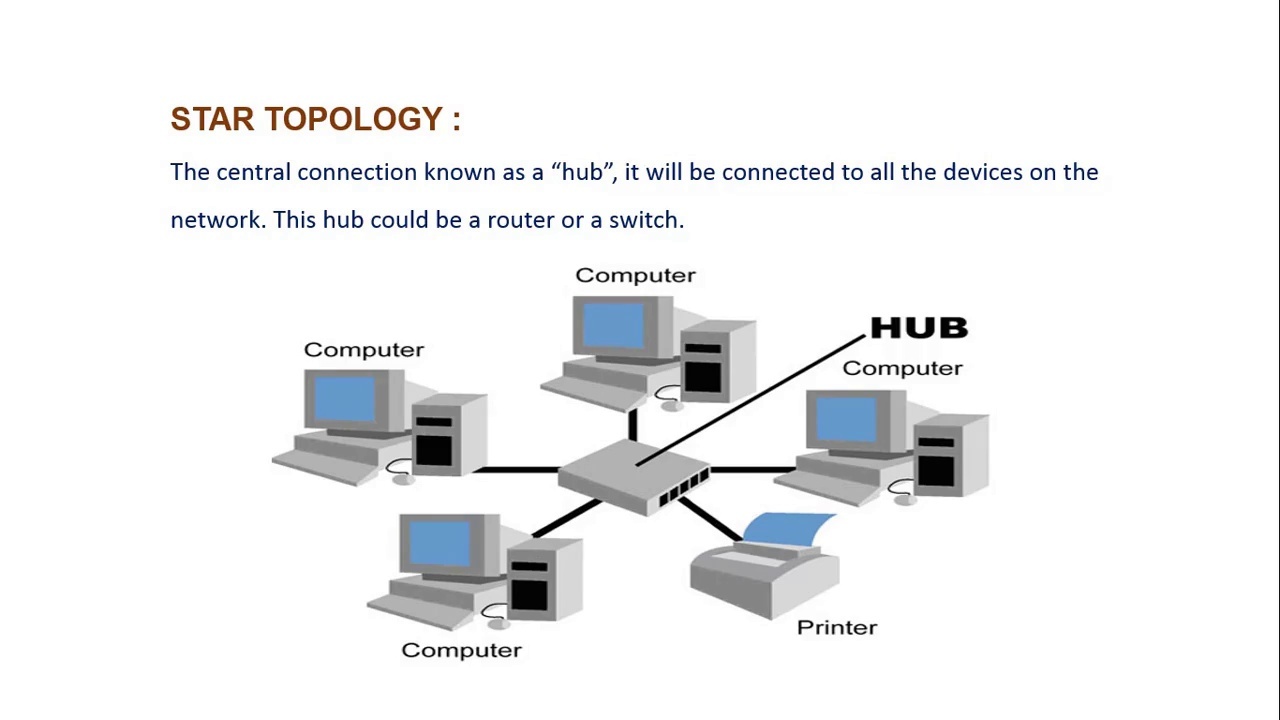 STAR TOPOLOGY :
The central connection known as a “hub”, it will be connected to all the devices on the
network. This hub could be a router or a switch.
Computer
HUB
Computer
Computer
Printer
Computer